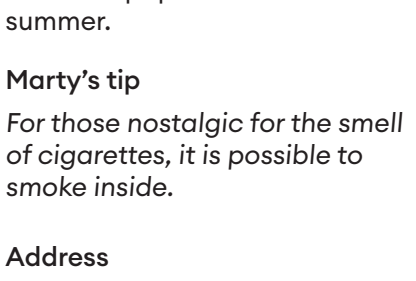 summer.
Marty’s tip
For those nostalgic for the smell
of cigarettes, it is possible to
smoke inside.
Address